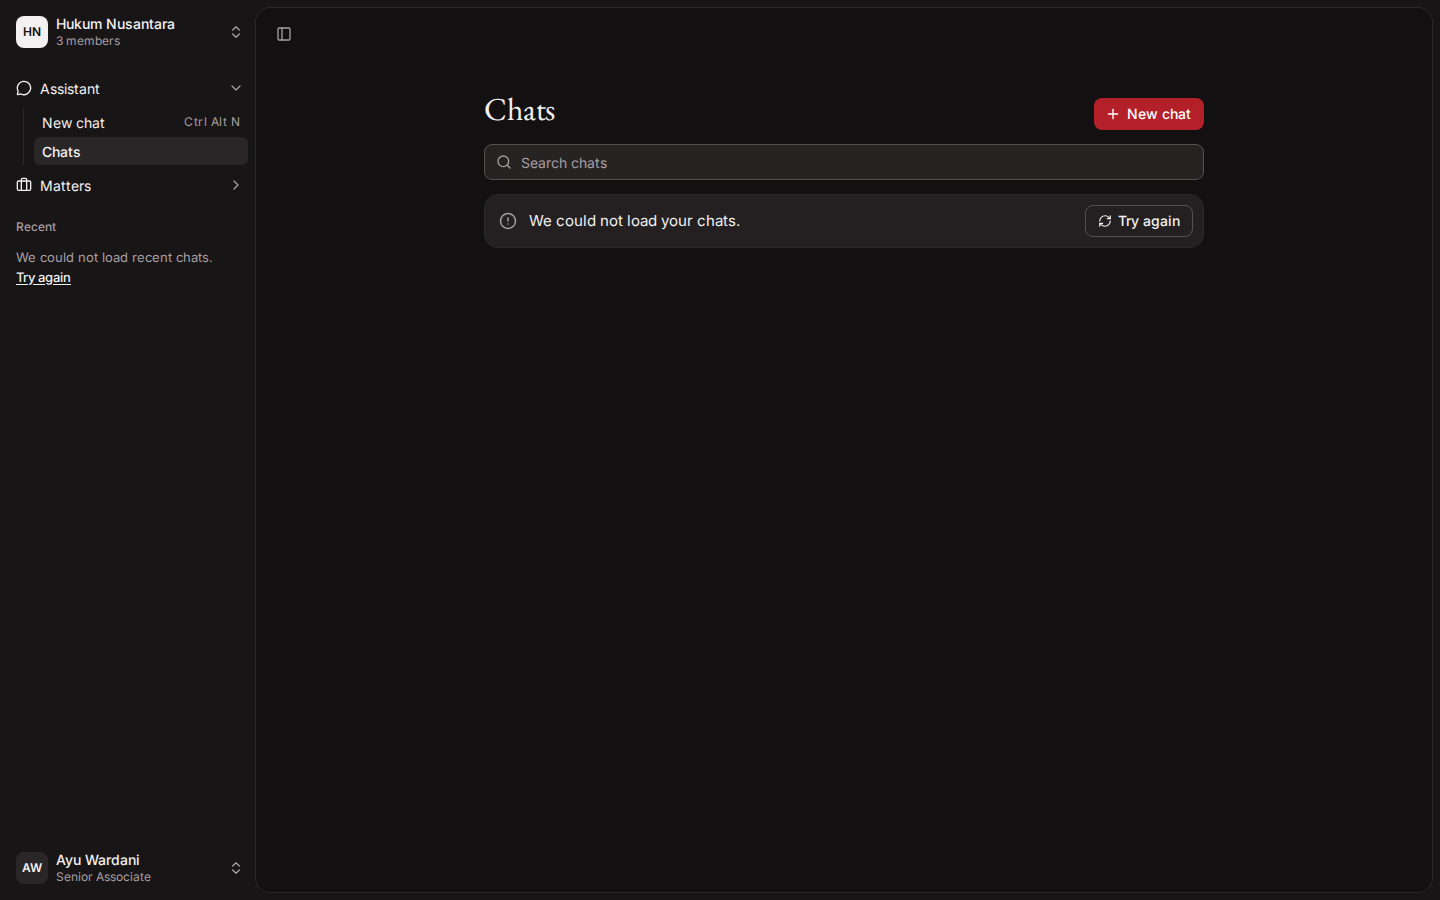 HN
Hukum Nusantara
3 members
Assistant
New chat Ctrl Alt N
Chats
Matters
Recent
We could not load recent chats.
Try again
AW
Ayu Wardani
Senior Associate
Chats
New chat
Search chats
We could not load your chats.
Try again